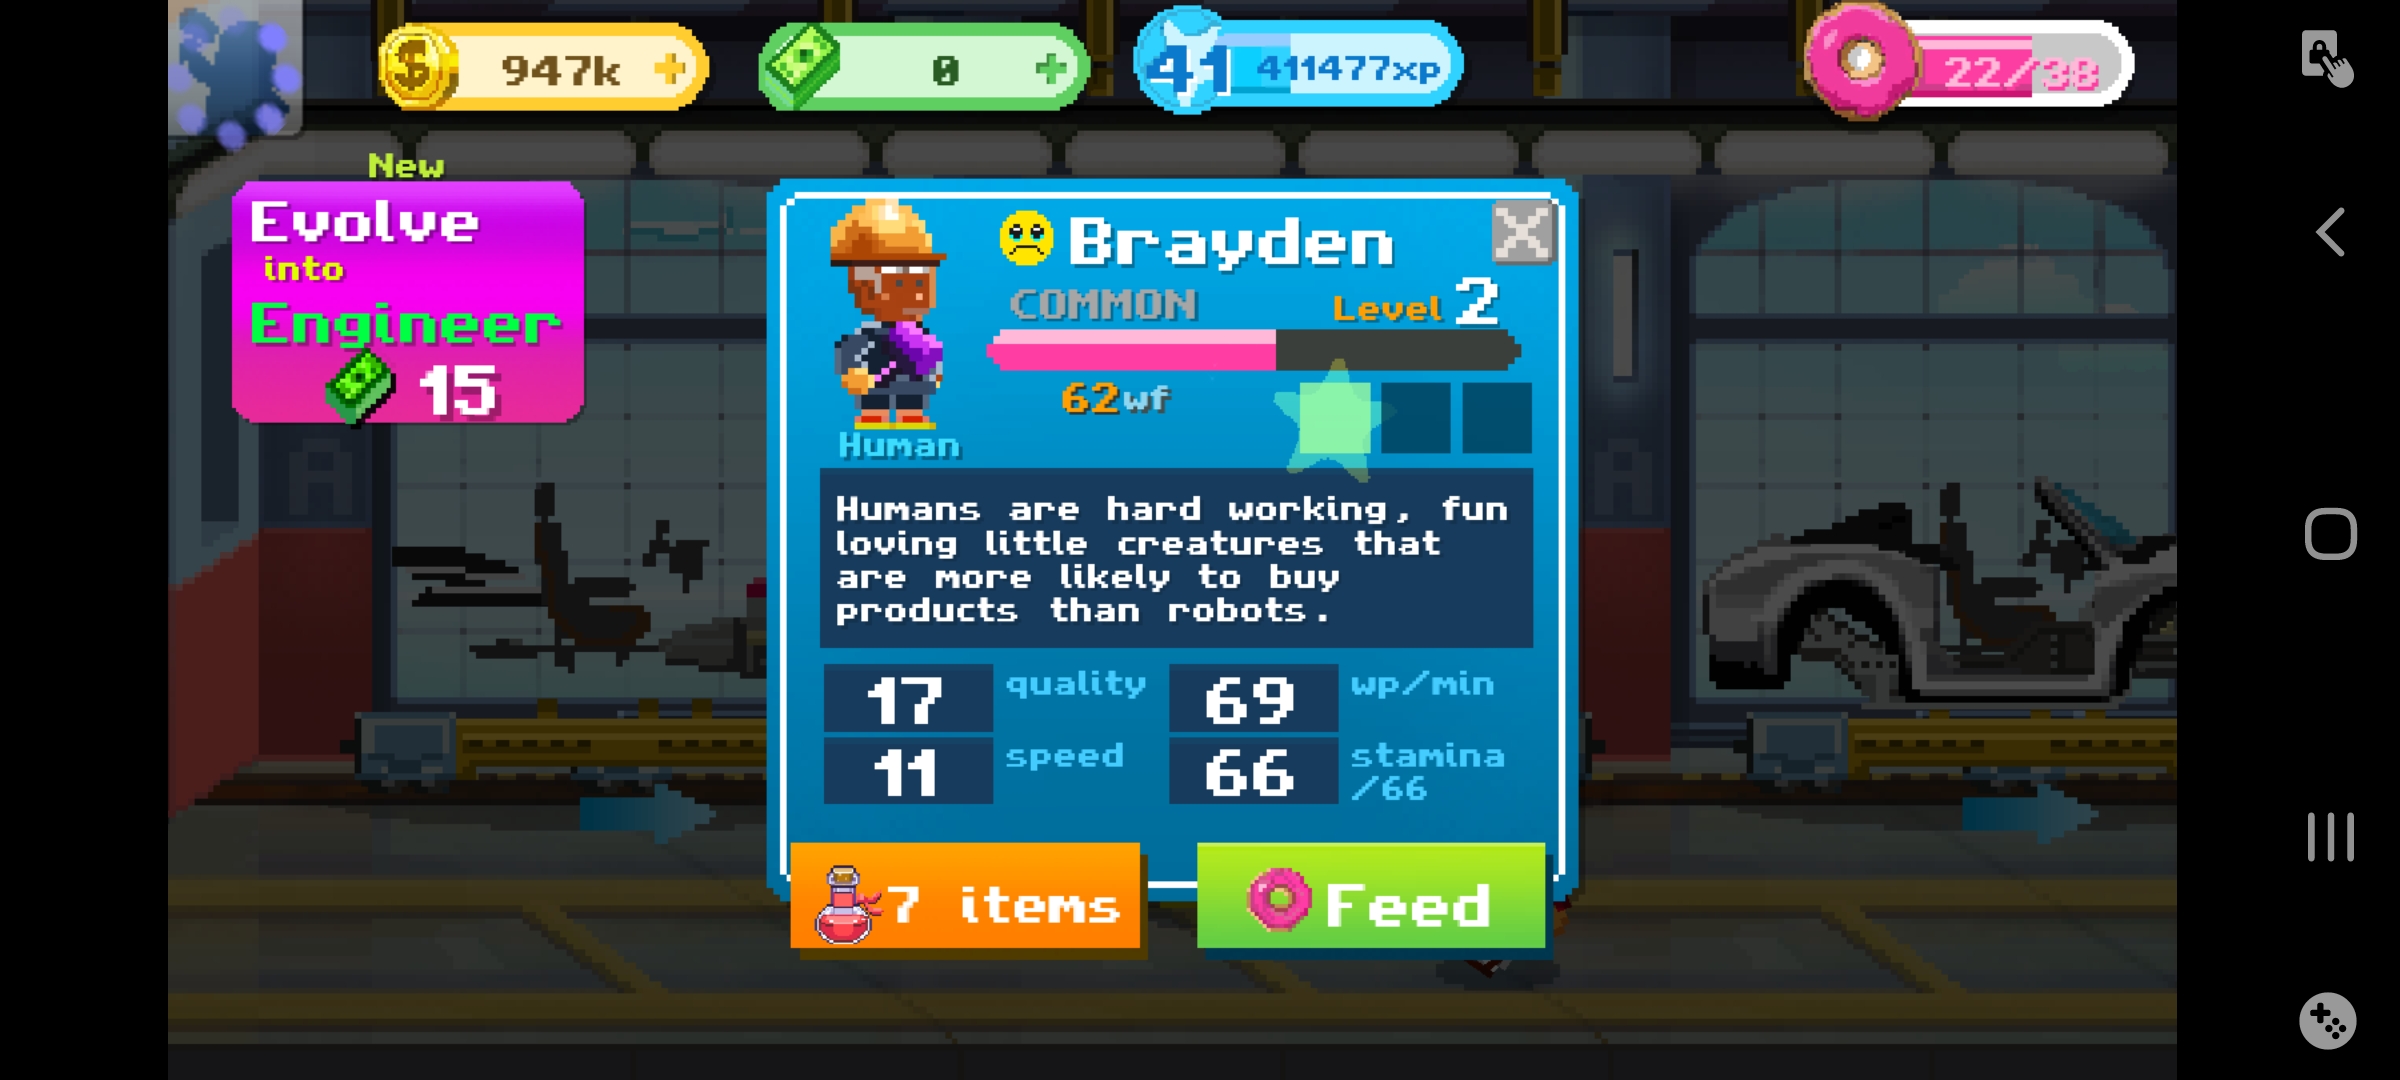 947k
0
41
411477xp
22/38
New
Evolve
into
Engineer
15
Brayden
COMMON
Level 2
62wf
Human
Humans are hard working, fun
loving little creatures that
are more likely to buy
products than robots.
17 quality
69 wp/min
11 speed
66 stamina
/66
7 items
Feed